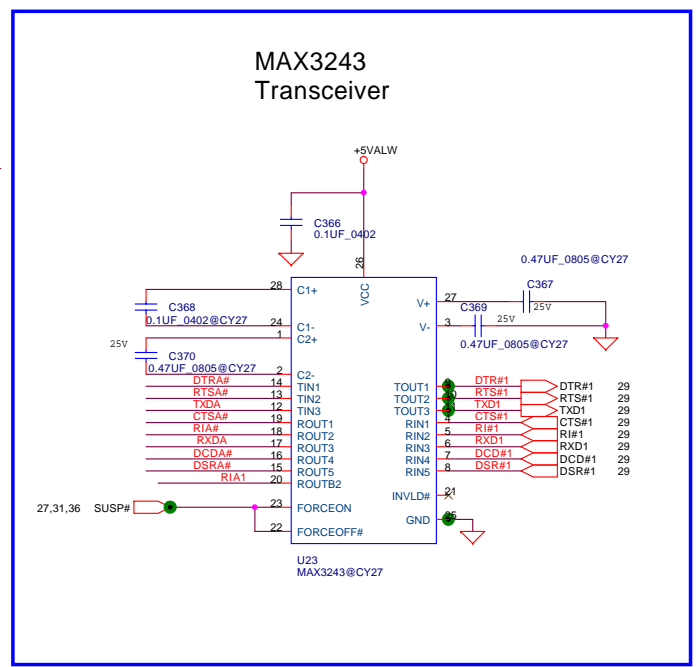 MAX3243
Transceiver
+5VALW
C366
0.1UF_0402
0.47UF_0805@CY27
C367
25V
26
VCC
28
C1+
C368
0.1UF_0402@CY27
24
C1-
1
C2+
25V
C370
0.47UF_0805@CY27
2
C2-
V+
27
C369
25V
V-
3
0.47UF_0805@CY27
DTRA#
14
TIN1
RTSA#
13
TIN2
TXDA
12
TIN3
CTSA#
19
ROUT1
RIA#
18
ROUT2
RXDA
17
ROUT3
DCDA#
16
ROUT4
DSRA#
15
ROUT5
RIA1
20
ROUTB2
TOUT1
DTR#1
DTR#1
29
TOUT2
RTS#1
RTS#1
29
TOUT3
TXD1
TXD1
29
RIN1
4
CTS#1
CTS#1
29
RIN2
5
RI#1
RI#1
29
RIN3
6
RXD1
RXD1
29
RIN4
7
DCD#1
DCD#1
29
RIN5
8
DSR#1
DSR#1
29
INVLD#
21
27,31,36
SUSP#
23
FORCEON
22
FORCEOFF#
GND
U23
MAX3243@CY27